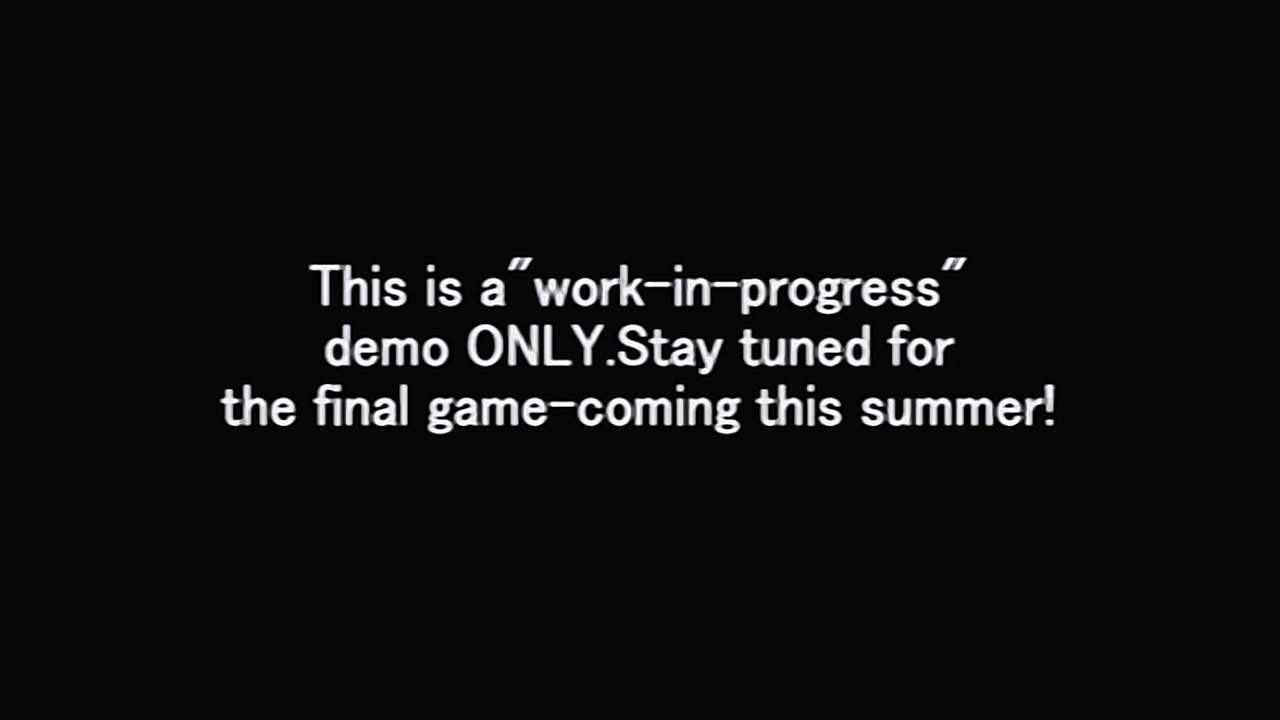 This is a"work-in-progress"
demo ONLY.Stay tuned for
the final game-coming this summer!